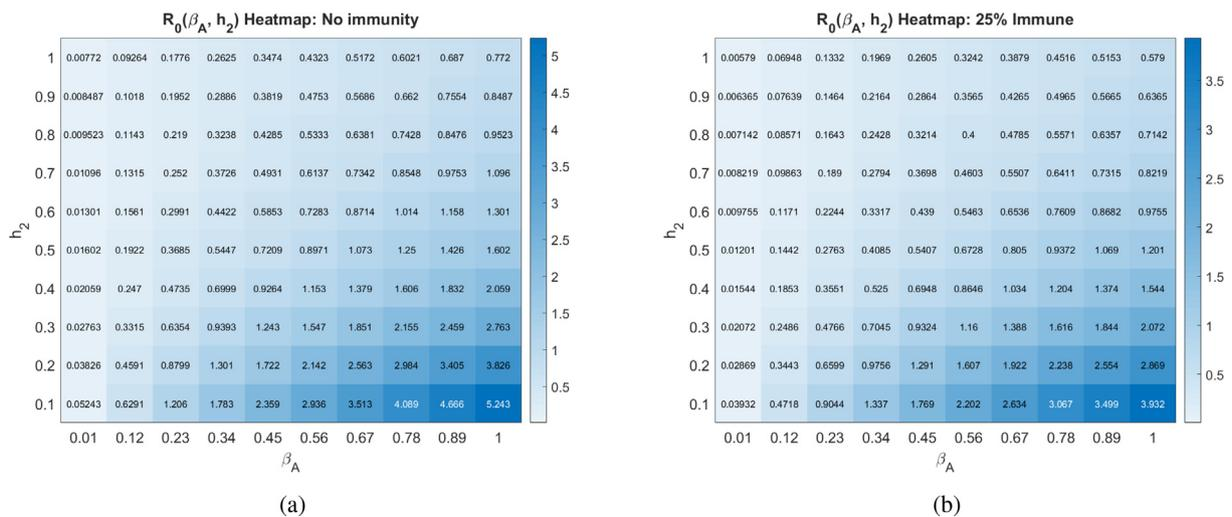 R0(βA, h2) Heatmap: No immunity
1 0.00772 0.09264 0.1776 0.2625 0.3474 0.4323 0.5172 0.6021 0.687 0.772
0.9 0.008487 0.1018 0.1952 0.2886 0.3819 0.4753 0.5686 0.662 0.7554 0.8487
0.8 0.009523 0.1143 0.219 0.3238 0.4285 0.5333 0.6381 0.7428 0.8476 0.9523
0.7 0.01096 0.1315 0.252 0.3726 0.4931 0.6137 0.7342 0.8548 0.9753 1.096
0.6 0.01301 0.1561 0.2991 0.4422 0.5853 0.7283 0.8714 1.014 1.158 1.301
0.5 0.01602 0.1922 0.3685 0.5447 0.7209 0.8971 1.073 1.25 1.426 1.602
0.4 0.02059 0.247 0.4735 0.6999 0.9264 1.153 1.379 1.606 1.832 2.059
0.3 0.02763 0.3315 0.6354 0.9393 1.243 1.547 1.851 2.155 2.459 2.763
0.2 0.03826 0.4591 0.8799 1.301 1.722 2.142 2.563 2.984 3.405 3.826
0.1 0.05243 0.6291 1.206 1.783 2.359 2.936 3.513 4.089 4.666 5.243
0.01 0.12 0.23 0.34 0.45 0.56 0.67 0.78 0.89 1
h2
βA
5
4.5
4
3.5
3
2.5
2
1.5
1
0.5
(a)
R0(βA, h2) Heatmap: 25% Immune
1 0.00579 0.06948 0.1332 0.1969 0.2605 0.3242 0.3879 0.4516 0.5153 0.579
0.9 0.006365 0.07639 0.1464 0.2164 0.2864 0.3565 0.4265 0.4965 0.5665 0.6365
0.8 0.007142 0.08571 0.1643 0.2428 0.3214 0.4 0.4785 0.5571 0.6357 0.7142
0.7 0.008219 0.09863 0.189 0.2794 0.3698 0.4603 0.5507 0.6411 0.7315 0.8219
0.6 0.009755 0.1171 0.2244 0.3317 0.439 0.5463 0.6536 0.7609 0.8682 0.9755
0.5 0.01201 0.1442 0.2763 0.4085 0.5407 0.6728 0.805 0.9372 1.069 1.201
0.4 0.01544 0.1853 0.3551 0.525 0.6948 0.8646 1.034 1.204 1.374 1.544
0.3 0.02072 0.2486 0.4766 0.7045 0.9324 1.16 1.388 1.616 1.844 2.072
0.2 0.02869 0.3443 0.6599 0.9756 1.291 1.607 1.922 2.238 2.554 2.869
0.1 0.03932 0.4718 0.9044 1.337 1.769 2.202 2.634 3.067 3.499 3.932
0.01 0.12 0.23 0.34 0.45 0.56 0.67 0.78 0.89 1
h2
βA
3.5
3
2.5
2
1.5
1
0.5
(b)